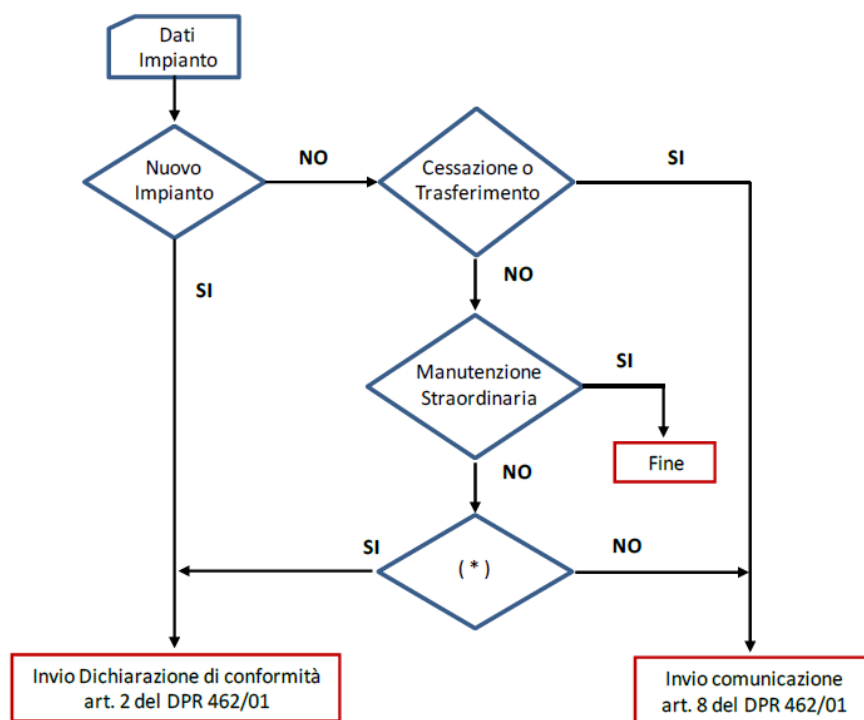 Dati
Impianto
Nuovo
Impianto
NO
Cessazione o
Trasferimento
SI
SI
NO
Manutenzione
Straordinaria
SI
Fine
NO
SI
( * )
NO
Invio Dichiarazione di conformità
art. 2 del DPR 462/01
Invio comunicazione
art. 8 del DPR 462/01